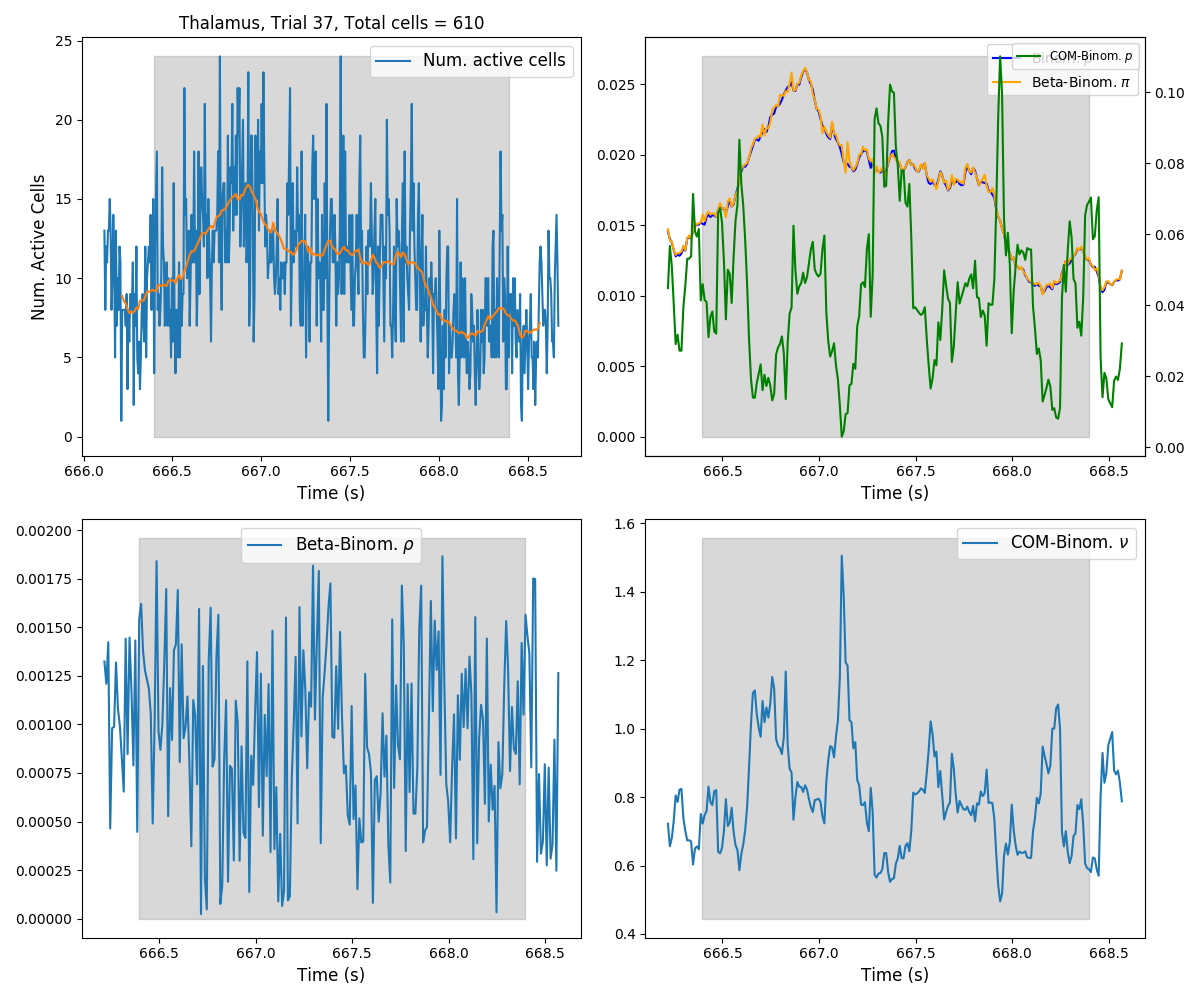 Thalamus, Trial 37, Total cells = 610
25
20
15
10
5
0
Num. Active Cells
Num. active cells
666.0 666.5 667.0 667.5 668.0 668.5
Time (s)
0.025
0.020
0.015
0.010
0.005
0.000
Binom. p
COM-Binom. p
Beta-Binom. π
0.10
0.08
0.06
0.04
0.02
0.00
666.5 667.0 667.5 668.0 668.5
Time (s)
0.00200
0.00175
0.00150
0.00125
0.00100
0.00075
0.00050
0.00025
0.00000
Beta-Binom. ρ
666.5 667.0 667.5 668.0 668.5
Time (s)
1.6
1.4
1.2
1.0
0.8
0.6
0.4
COM-Binom. ν
666.5 667.0 667.5 668.0 668.5
Time (s)